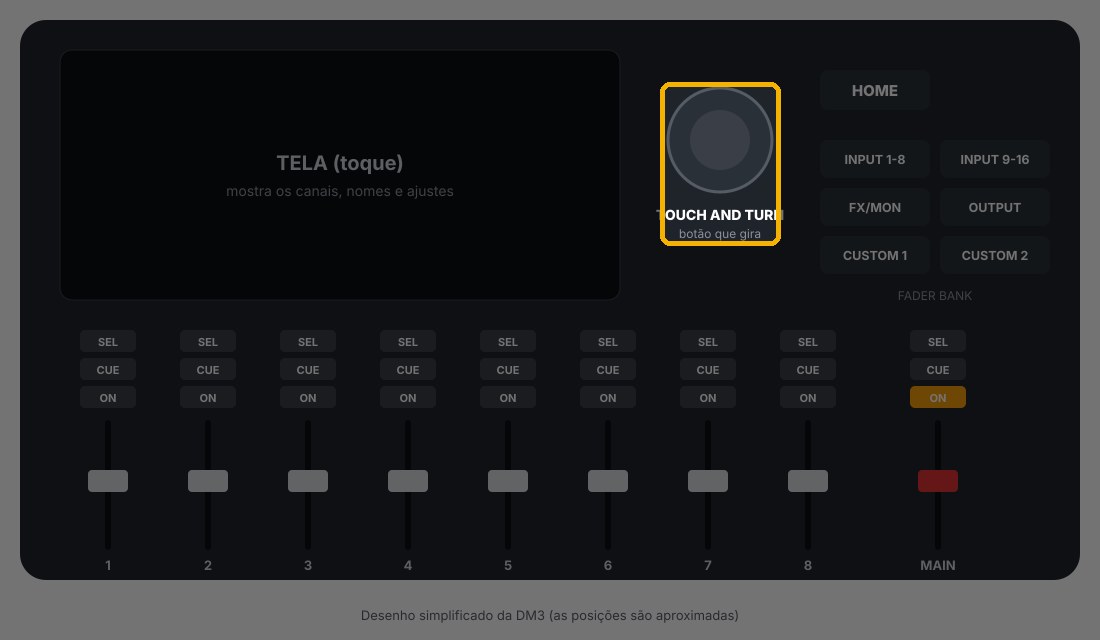 TELA (toque)
mostra os canais, nomes e ajustes
TOUCH AND TURN
botão que gira
HOME
INPUT 1-8 INPUT 9-16
FX/MON OUTPUT
CUSTOM 1 CUSTOM 2
FADER BANK
SEL SEL SEL SEL SEL SEL SEL SEL SEL
CUE CUE CUE CUE CUE CUE CUE CUE CUE
ON ON ON ON ON ON ON ON ON
1 2 3 4 5 6 7 8 MAIN
Desenho simplificado da DM3 (as posições são aproximadas)